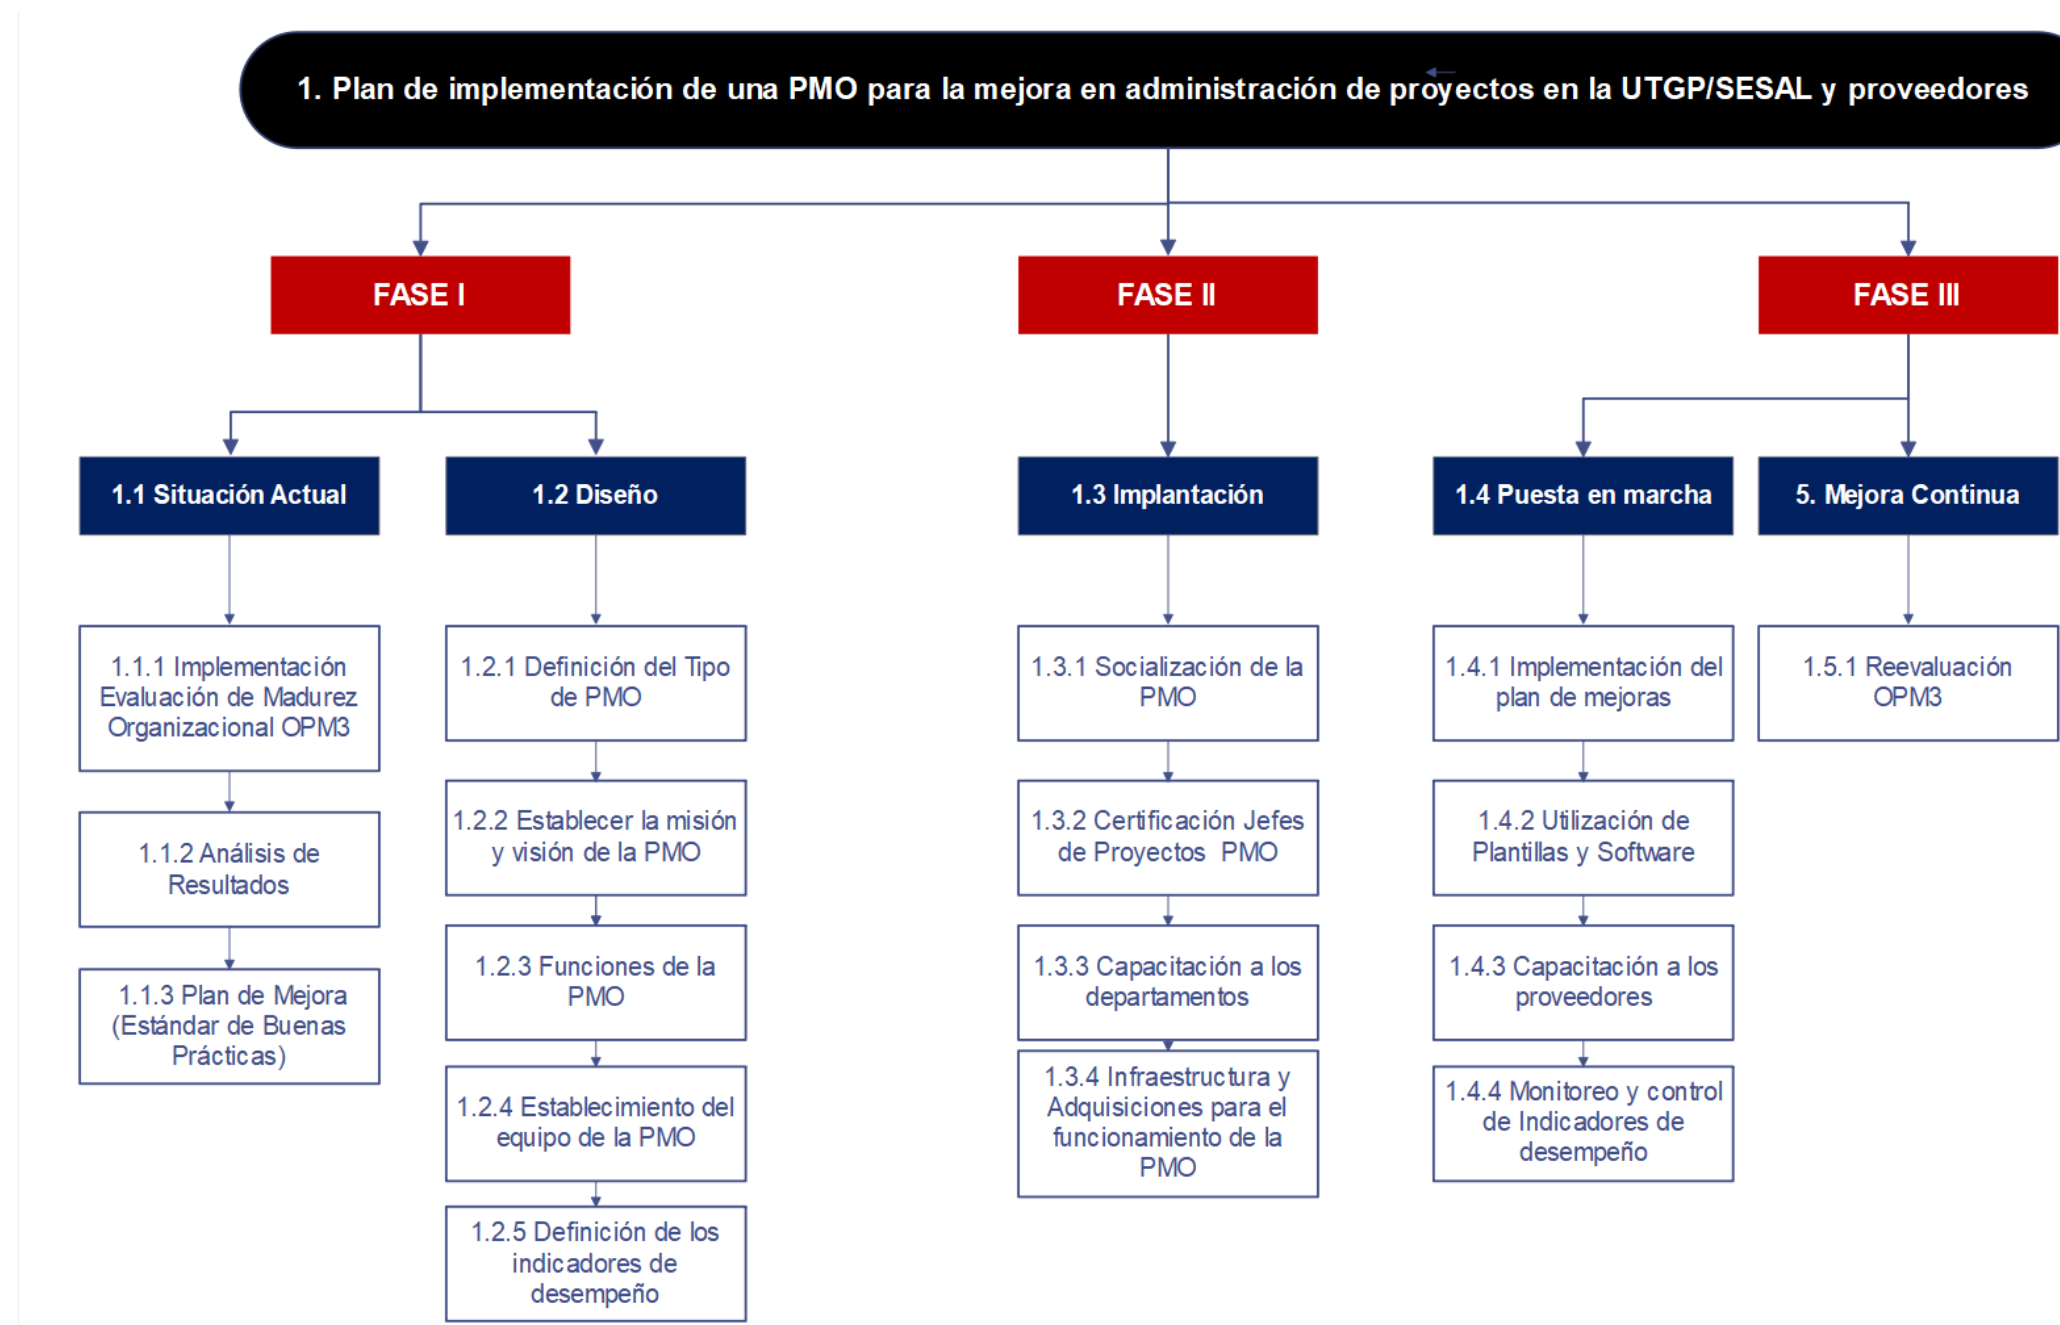 1. Plan de implementación de una PMO para la mejora en administración de proyectos en la UTGP/SESAL y proveedores
FASE I
FASE II
FASE III
1.1 Situación Actual
1.2 Diseño
1.3 Implantación
1.4 Puesta en marcha
5. Mejora Continua
1.1.1 Implementación
Evaluación de Madurez
Organizacional OPM3
1.1.2 Análisis de
Resultados
1.1.3 Plan de Mejora
(Estándar de Buenas
Prácticas)
1.2.1 Definición del Tipo
de PMO
1.2.2 Establecer la misión
y visión de la PMO
1.2.3 Funciones de la
PMO
1.2.4 Establecimiento del
equipo de la PMO
1.2.5 Definición de los
indicadores de
desempeño
1.3.1 Socialización de la
PMO
1.3.2 Certificación Jefes
de Proyectos PMO
1.3.3 Capacitación a los
departamentos
1.3.4 Infraestructura y
Adquisiciones para el
funcionamiento de la
PMO
1.4.1 Implementación del
plan de mejoras
1.4.2 Utilización de
Plantillas y Software
1.4.3 Capacitación a los
proveedores
1.4.4 Monitoreo y control
de Indicadores de
desempeño
1.5.1 Reevaluación
OPM3